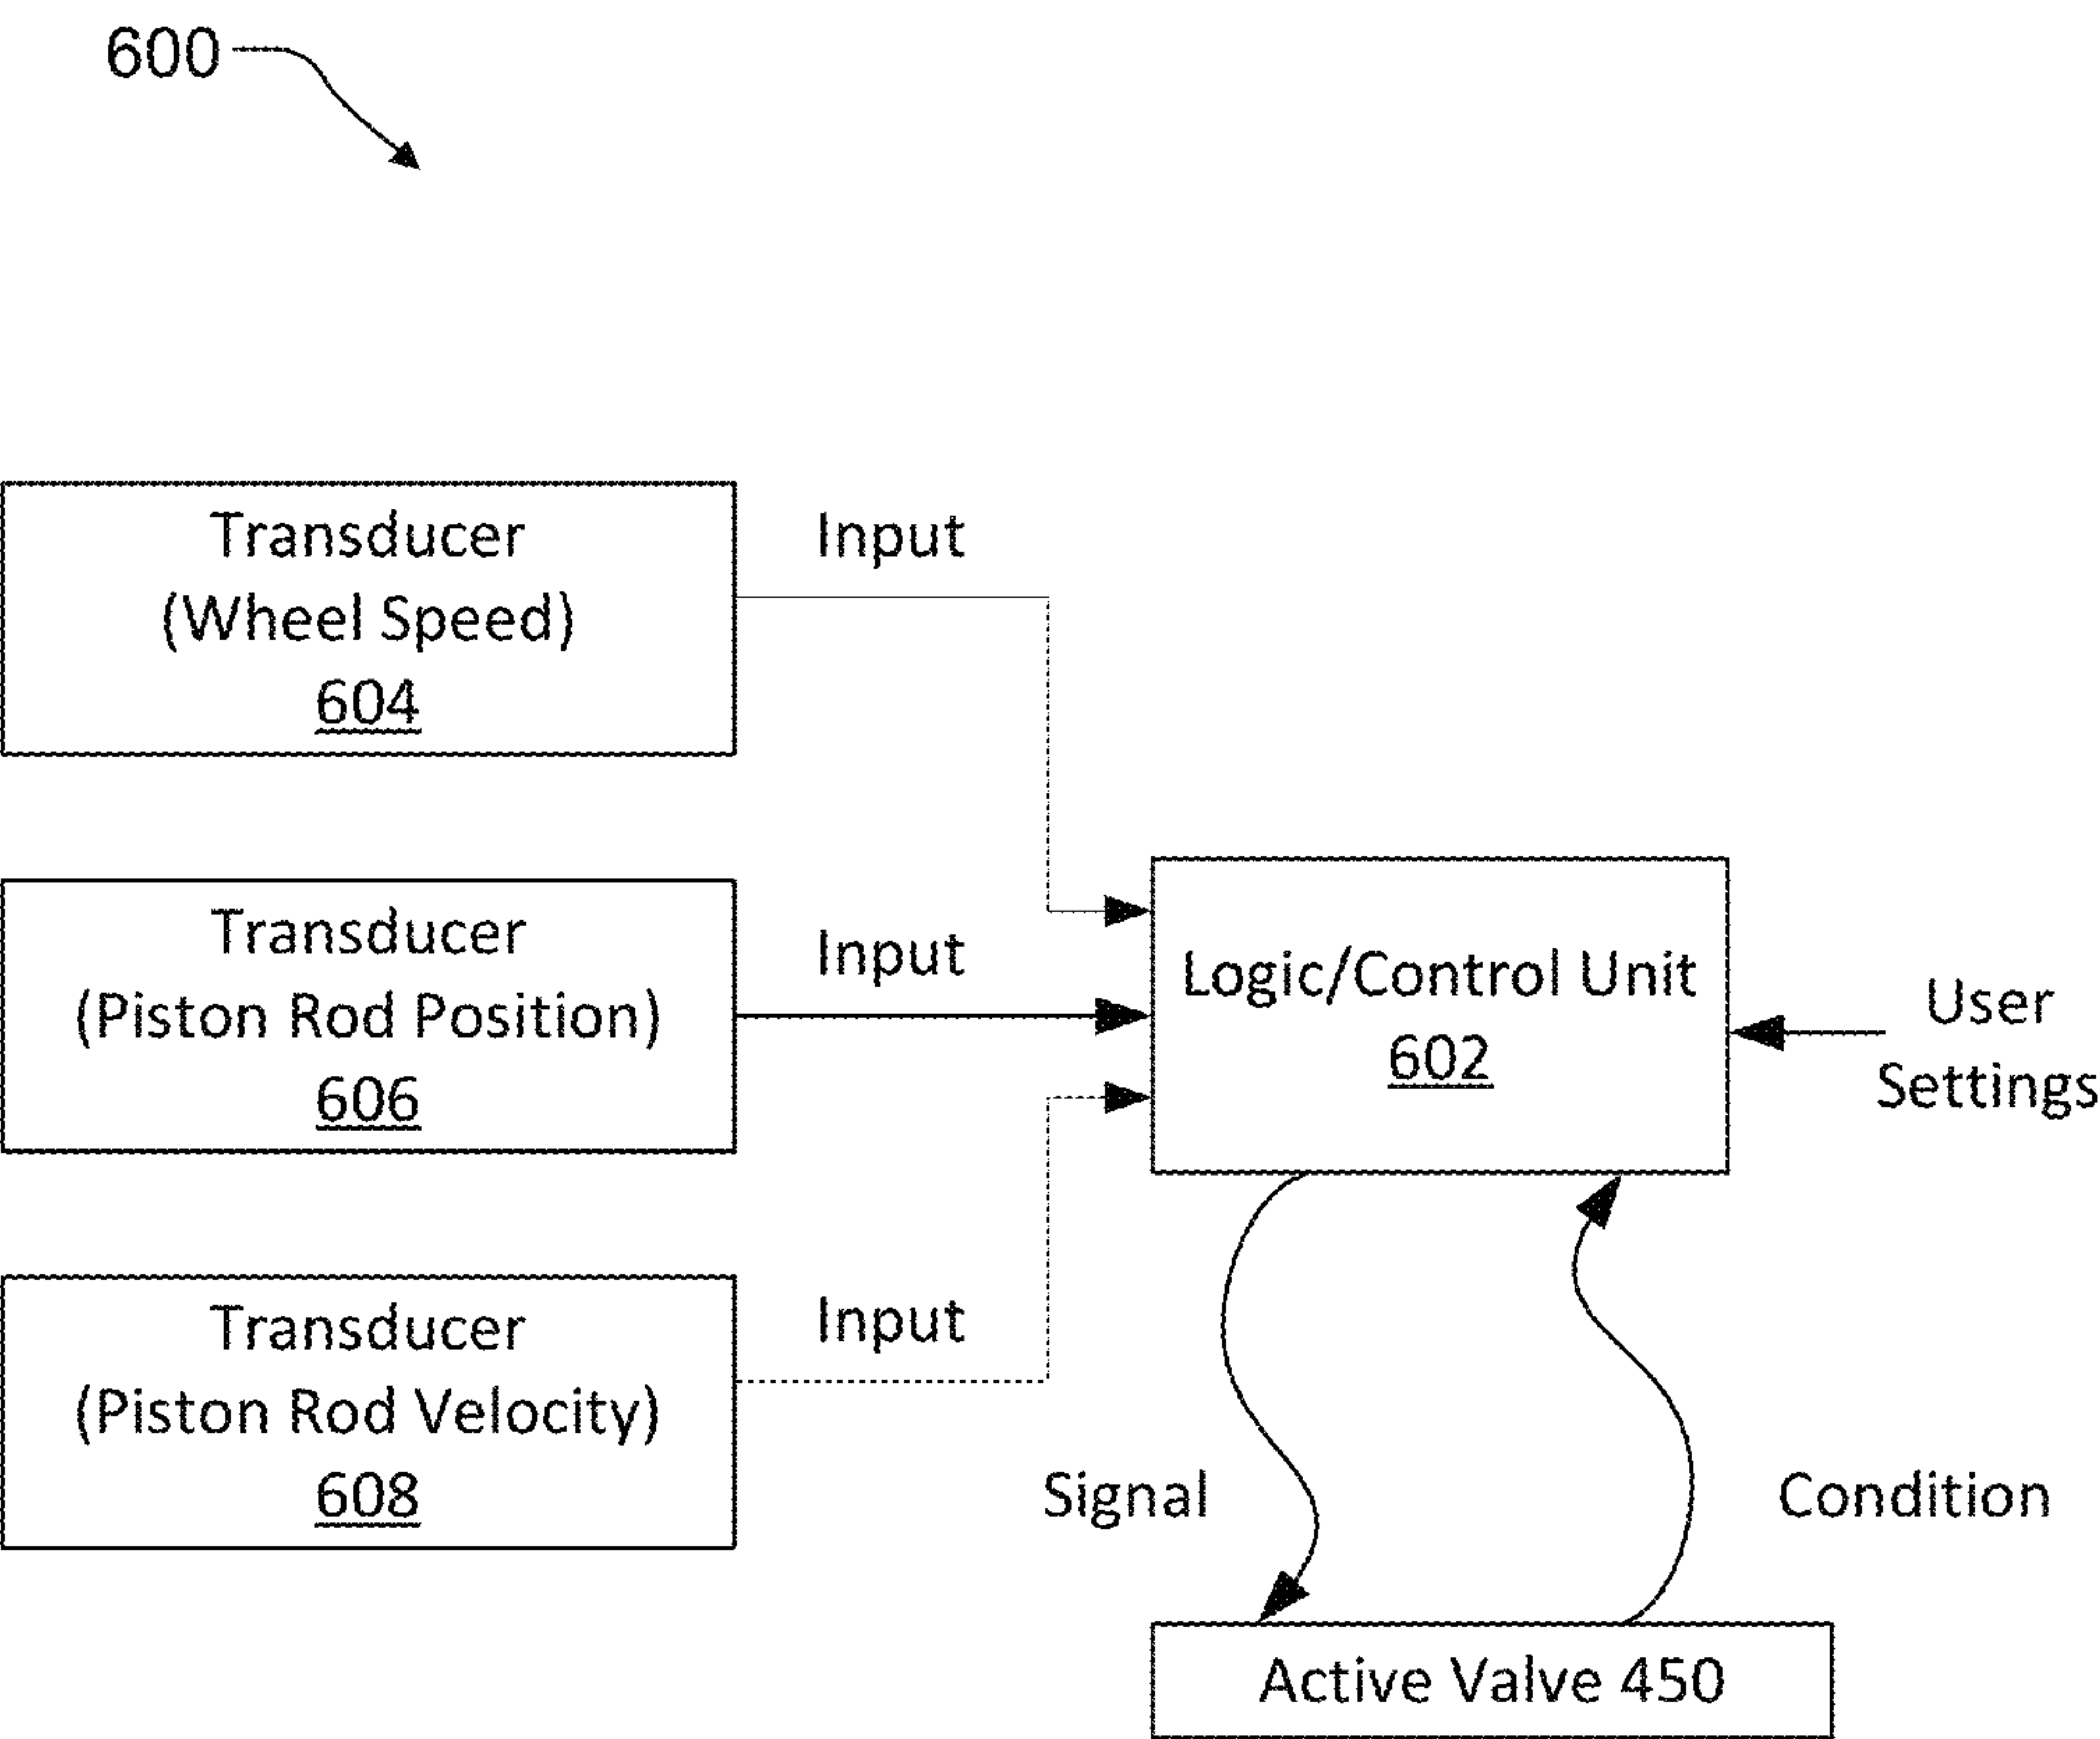 600
Transducer
(Wheel Speed)
604
Input
Transducer
(Piston Rod Position)
606
Input
Logic/Control Unit
602
User
Settings
Transducer
(Piston Rod Velocity)
608
Input
Signal
Condition
Active Valve 450